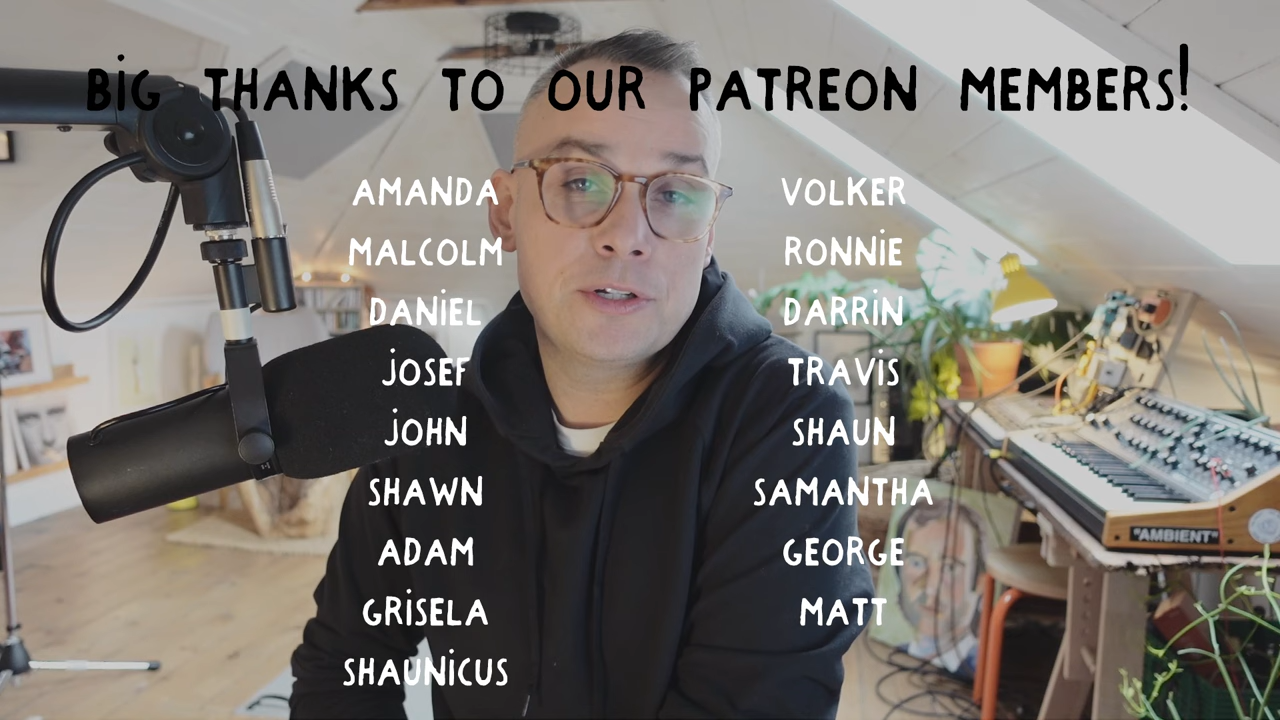 BiG THANKS TO OUR PATREON MEMBERS!
AMANDA
MALCOLM
DANiEL
JOSEF
JOHN
SHAWN
ADAM
GRiSELA
SHAUNiCUS
VOLKER
RONNiE
DARRiN
TRAViS
SHAUN
SAMANTHA
GEORGE
MATT
"AMBIENT"